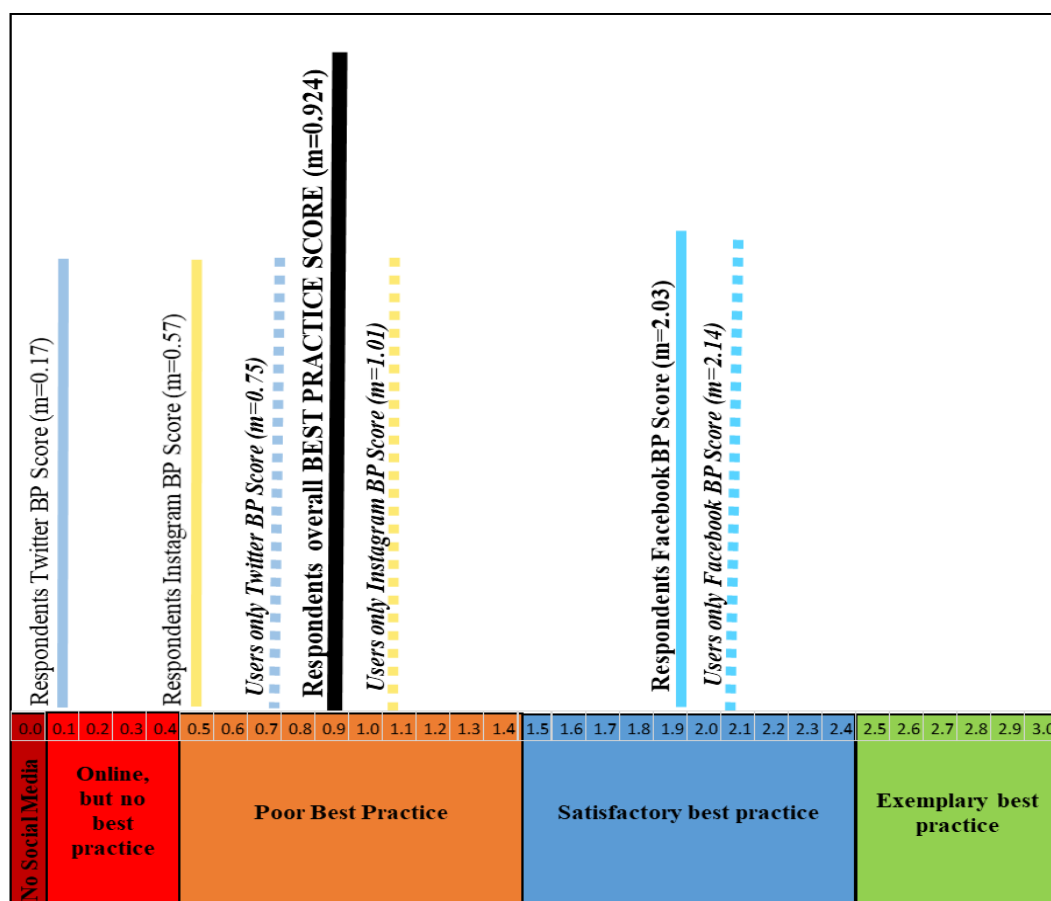 Respondents Twitter BP Score (m=0.17)
Respondents Instagram BP Score (m=0.57)
Users only Twitter BP Score (m=0.75)
Respondents overall BEST PRACTICE SCORE (m=0.924)
Users only Instagram BP Score (m=1.01)
Respondents Facebook BP Score (m=2.03)
Users only Facebook BP Score (m=2.14)
0.0 0.1 0.2 0.3 0.4 0.5 0.6 0.7 0.8 0.9 1.0 1.1 1.2 1.3 1.4 1.5 1.6 1.7 1.8 1.9 2.0 2.1 2.2 2.3 2.4 2.5 2.6 2.7 2.8 2.9 3.0
No Social Media
Online,
but no
best
practice
Poor Best Practice
Satisfactory best practice
Exemplary best
practice